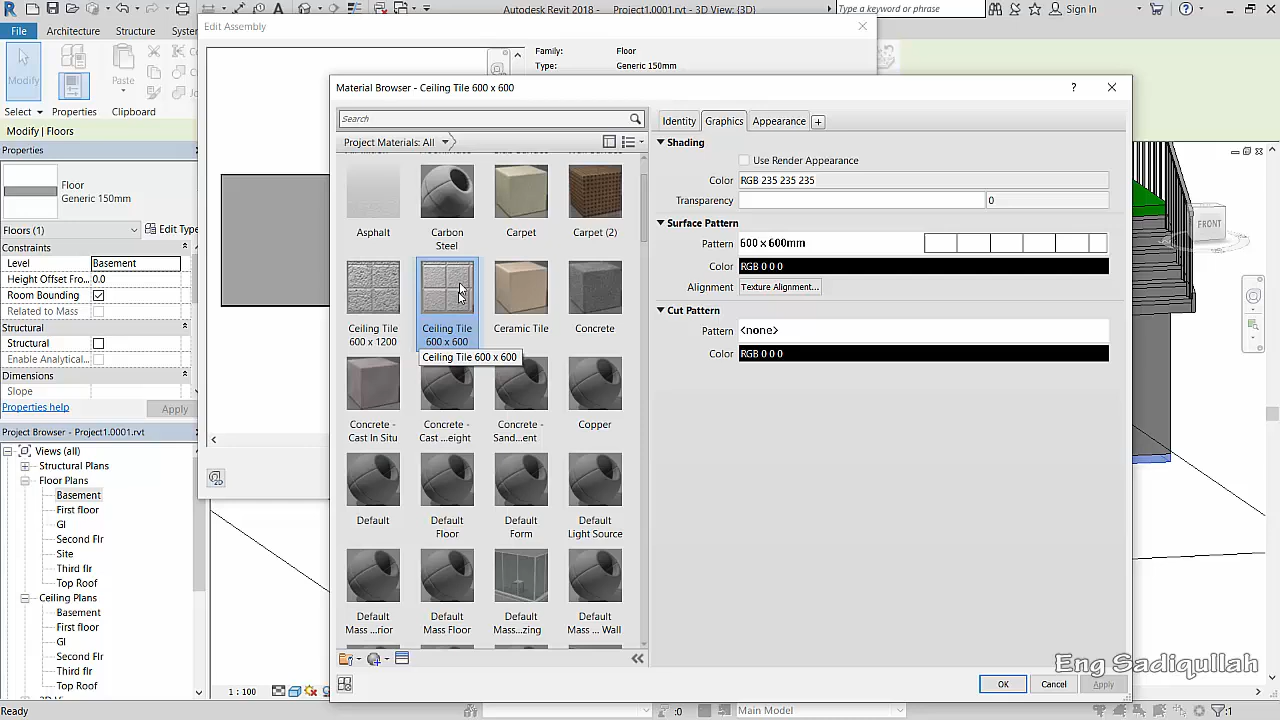 Autodesk Revit 2018 - Project1.0001.rvt - 3D View: {3D}
Type a keyword or phrase
Sign In
File
Architecture
Structure
Modify
Paste
Select
Properties
Clipboard
Modify | Floors
Properties
Floor
Generic 150mm
Floors (1)
Edit Type
Constraints
Level
Basement
Height Offset Fro...
0.0
Room Bounding
Related to Mass
Structural
Structural
Enable Analytical...
Dimensions
Slope
Properties help
Apply
Project Browser - Project1.0001.rvt
Views (all)
Structural Plans
Floor Plans
Basement
First floor
Gl
Second Flr
Site
Third flr
Top Roof
Ceiling Plans
Basement
First floor
Gl
Second Flr
Third flr
Top Roof
Ready
Edit Assembly
Family:
Floor
Type:
Generic 150mm
Material Browser - Ceiling Tile 600 x 600
?
Search
Project Materials: All
Asphalt
Carbon Steel
Carpet
Carpet (2)
Ceiling Tile 600 x 1200
Ceiling Tile 600 x 600
Ceramic Tile
Concrete
Ceiling Tile 600 x 600
Concrete - Cast In Situ
Concrete - Cast ...eight
Concrete - Sand...ent
Copper
Default
Default Floor
Default Form
Default Light Source
Default Mass ...rior
Default Mass Floor
Default Mass...zing
Default Mass ... Wall
Identity
Graphics
Appearance
Shading
Use Render Appearance
Color
RGB 235 235 235
Transparency
0
Surface Pattern
Pattern
600 x 600mm
Color
RGB 0 0 0
Alignment
Texture Alignment...
Cut Pattern
Pattern
<none>
Color
RGB 0 0 0
OK
Cancel
Apply
FRONT
Eng Sadiqullah
1 : 100
:0
Main Model
:1